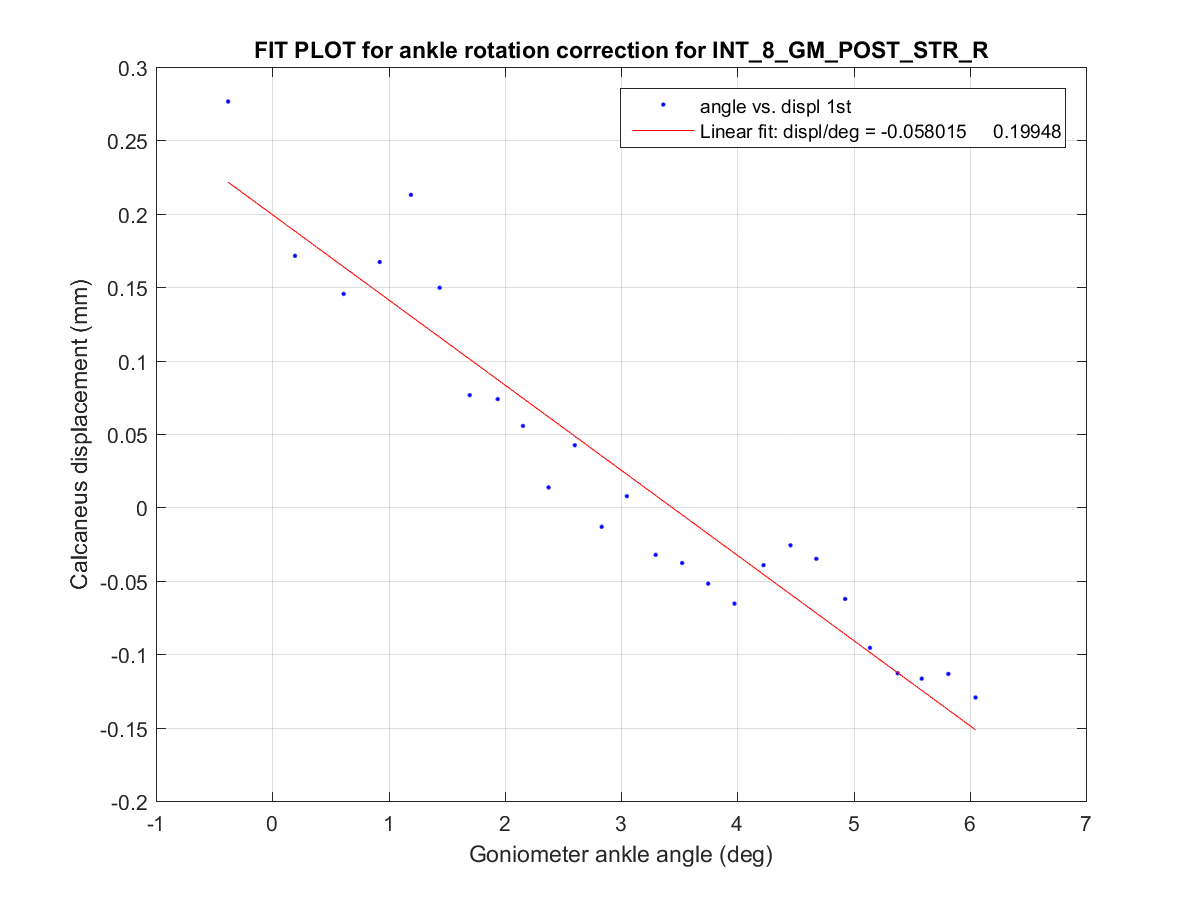 FIT PLOT for ankle rotation correction for INT_8_GM_POST_STR_R
angle vs. displ 1st
Linear fit: displ/deg = -0.058015 0.19948
0.3
0.25
0.2
0.15
0.1
0.05
0
-0.05
-0.1
-0.15
-0.2
Calcaneus displacement (mm)
-1 0 1 2 3 4 5 6 7
Goniometer ankle angle (deg)